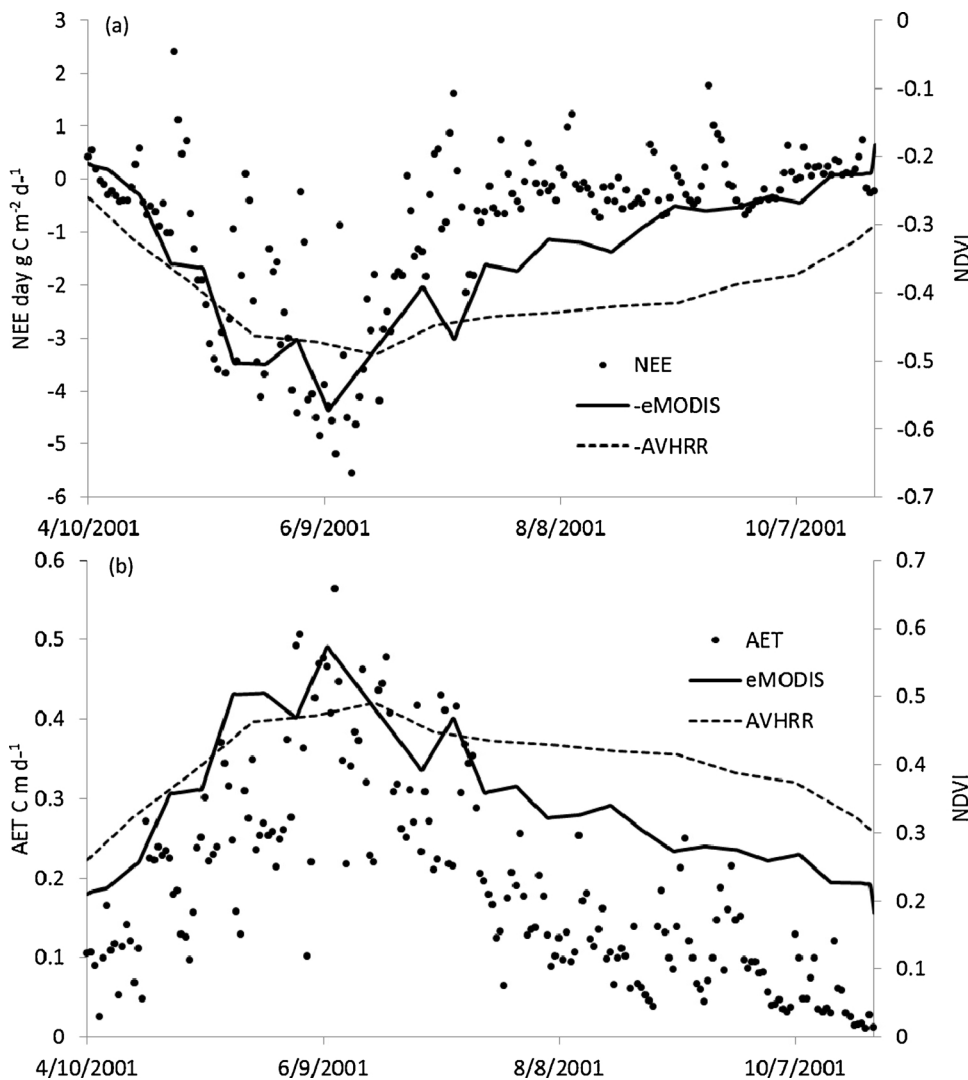 (a)
3
2
1
0
-1
-2
-3
-4
-5
-6
NEE day g C m-2 d-1
0
-0.1
-0.2
-0.3
-0.4
-0.5
-0.6
-0.7
NDVI
NEE
-eMODIS
-AVHRR
4/10/2001 6/9/2001 8/8/2001 10/7/2001
(b)
0.6
0.5
0.4
0.3
0.2
0.1
0
AET C m d-1
0.7
0.6
0.5
0.4
0.3
0.2
0.1
0
NDVI
AET
eMODIS
AVHRR
4/10/2001 6/9/2001 8/8/2001 10/7/2001